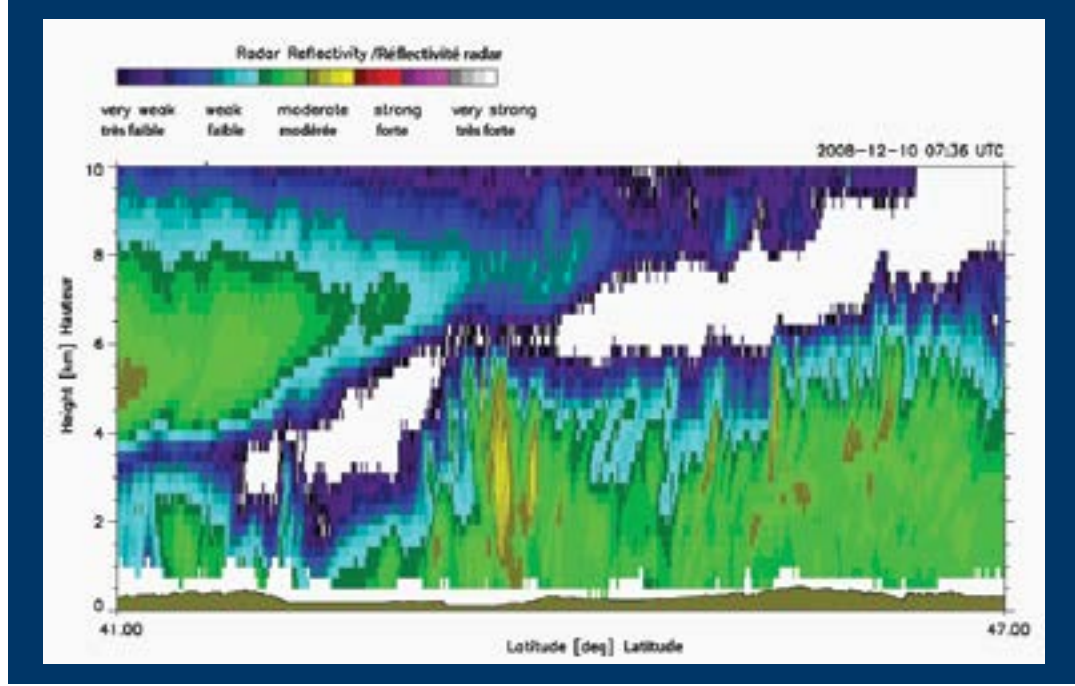 Radar Reflectivity /Réflectivité radar
very weak weak moderate strong very strong
très faible faible modérée forte très forte
2008-12-10 07:36 UTC
10
8
6
4
2
0
Height [km] Hauteur
41.00 47.00
Latitude [deg] Latitude